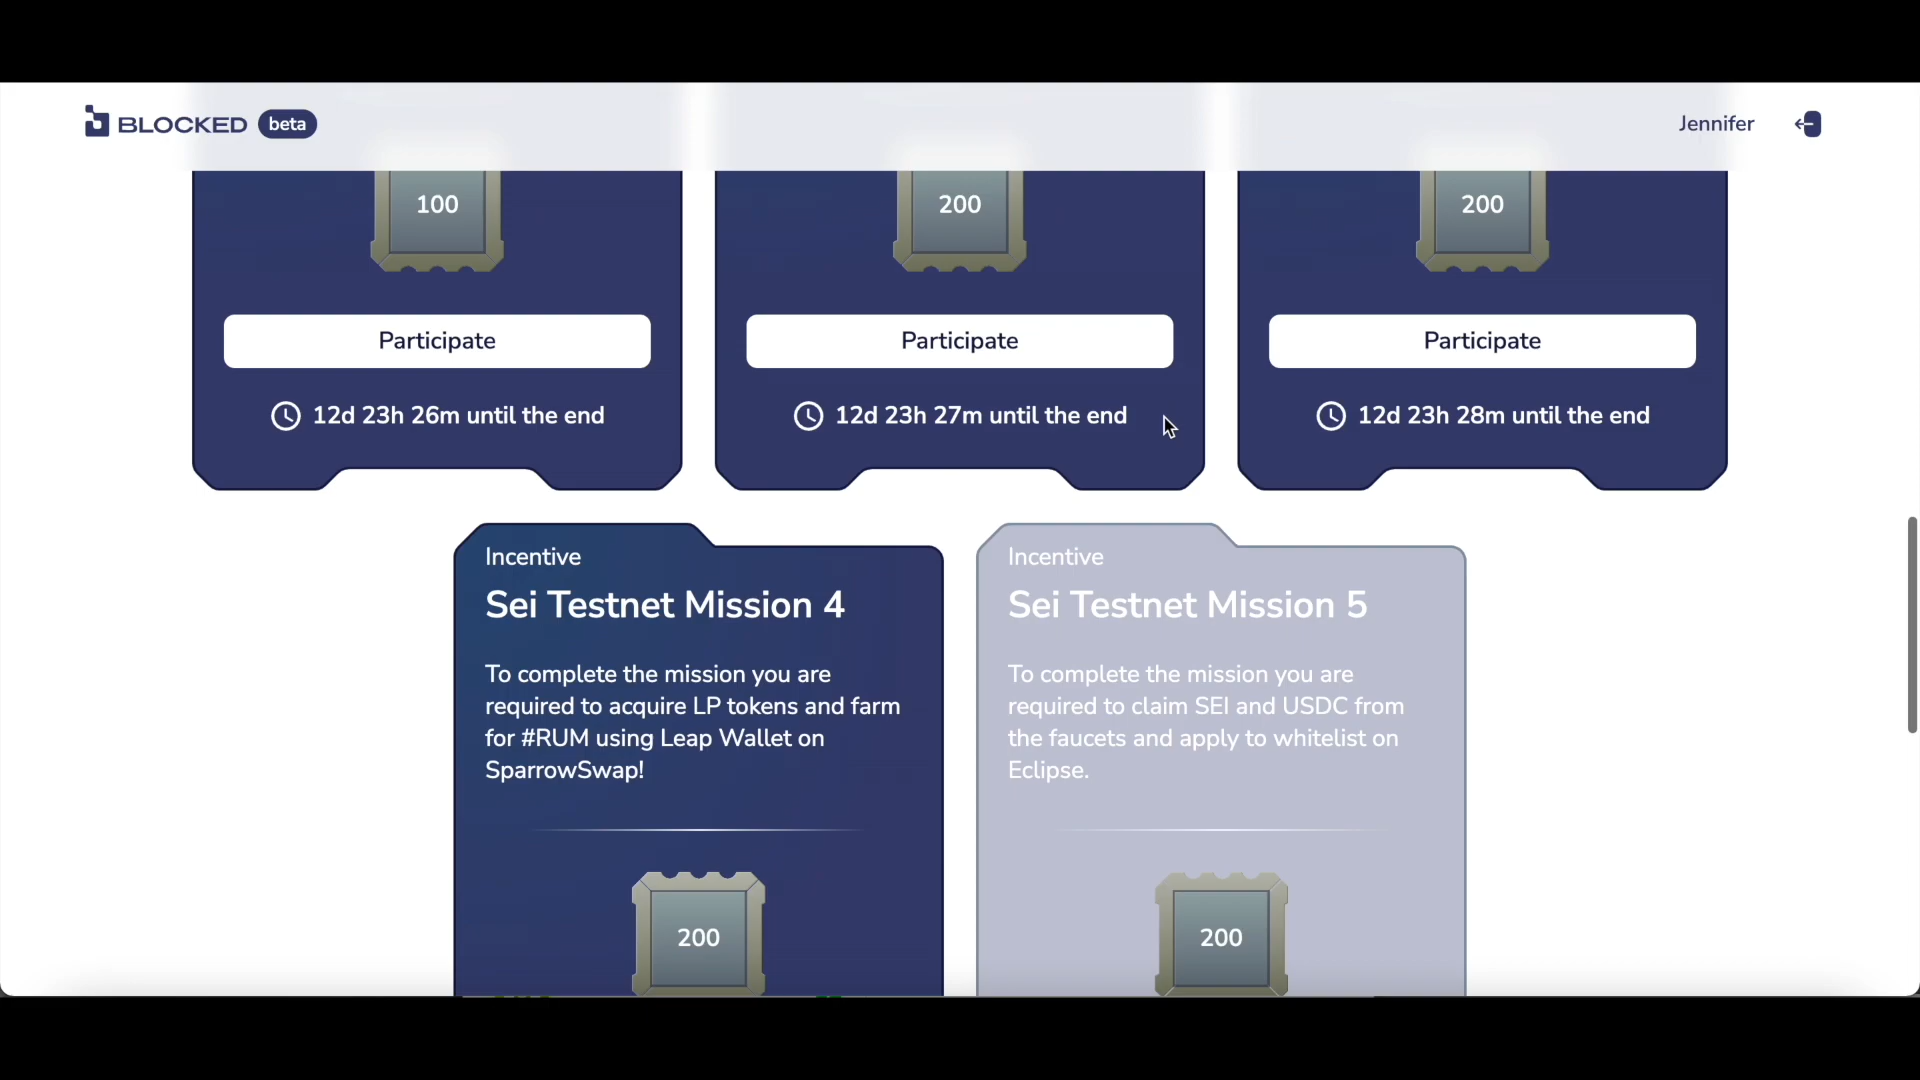 BLOCKED beta
Jennifer
100
200
200
Participate
Participate
Participate
12d 23h 26m until the end
12d 23h 27m until the end
12d 23h 28m until the end
Incentive
Sei Testnet Mission 4
To complete the mission you are
required to acquire LP tokens and farm
for #RUM using Leap Wallet on
SparrowSwap!
200
Incentive
Sei Testnet Mission 5
To complete the mission you are
required to claim SEI and USDC from
the faucets and apply to whitelist on
Eclipse.
200